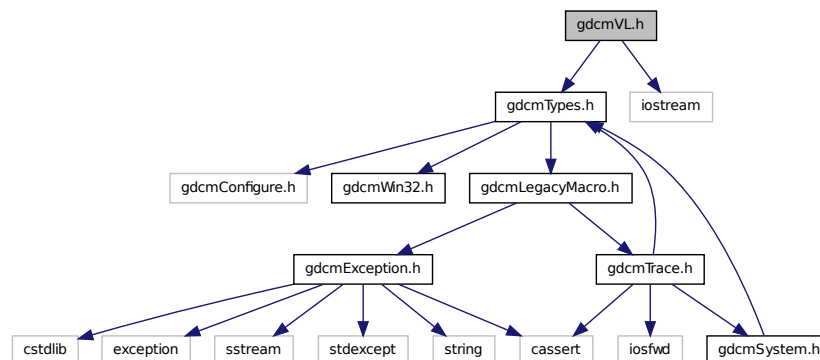 gdcmVL.h
gdcmTypes.h
iostream
gdcmConfigure.h
gdcmWin32.h
gdcmLegacyMacro.h
gdcmException.h
gdcmTrace.h
cstdlib
exception
sstream
stdexcept
string
cassert
iosfwd
gdcmSystem.h